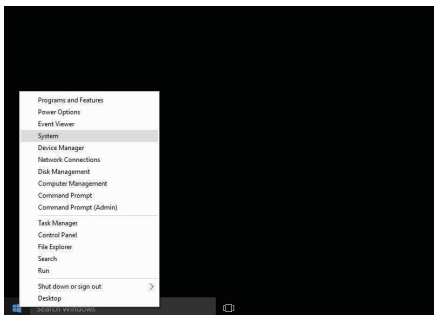 Programs and Features
Power Options
Event Viewer
System
Device Manager
Network Connections
Disk Management
Computer Management
Command Prompt
Command Prompt (Admin)
Task Manager
Control Panel
File Explorer
Search
Run
Shut down or sign out
Desktop
Search Windows